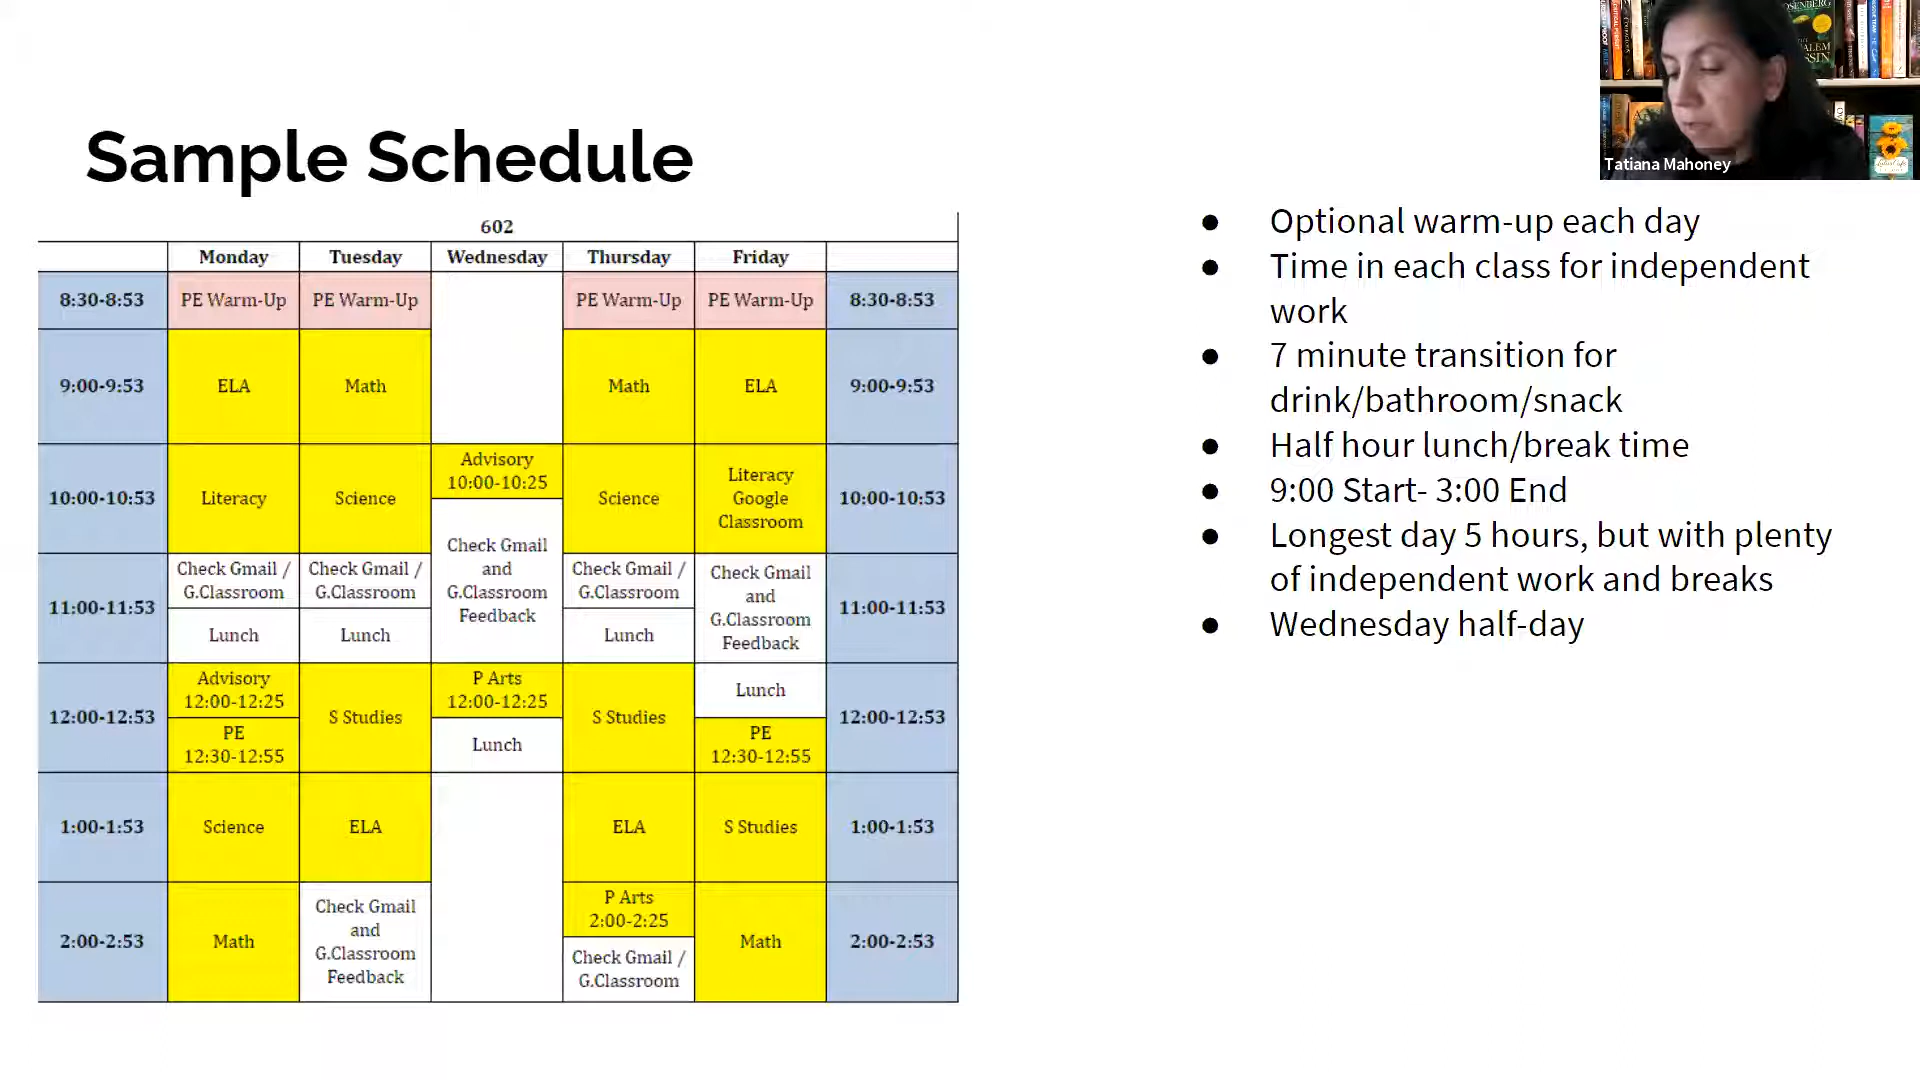 Sample Schedule
602
Monday Tuesday Wednesday Thursday Friday
8:30-8:53 PE Warm-Up PE Warm-Up PE Warm-Up PE Warm-Up 8:30-8:53
9:00-9:53 ELA Math Math ELA 9:00-9:53
10:00-10:53 Literacy Science Advisory 10:00-10:25 Science Literacy Google Classroom 10:00-10:53
Check Gmail and G.Classroom Feedback
11:00-11:53 Check Gmail / G.Classroom Check Gmail / G.Classroom Check Gmail / G.Classroom Check Gmail and G.Classroom Feedback 11:00-11:53
Lunch Lunch Lunch
12:00-12:53 Advisory 12:00-12:25 S Studies P Arts 12:00-12:25 S Studies Lunch 12:00-12:53
PE 12:30-12:55 Lunch PE 12:30-12:55
1:00-1:53 Science ELA ELA S Studies 1:00-1:53
2:00-2:53 Math Check Gmail and G.Classroom Feedback P Arts 2:00-2:25 Math 2:00-2:53
Check Gmail / G.Classroom
● Optional warm-up each day
● Time in each class for independent
work
● 7 minute transition for
drink/bathroom/snack
● Half hour lunch/break time
● 9:00 Start- 3:00 End
● Longest day 5 hours, but with plenty
of independent work and breaks
● Wednesday half-day
Tatiana Mahoney